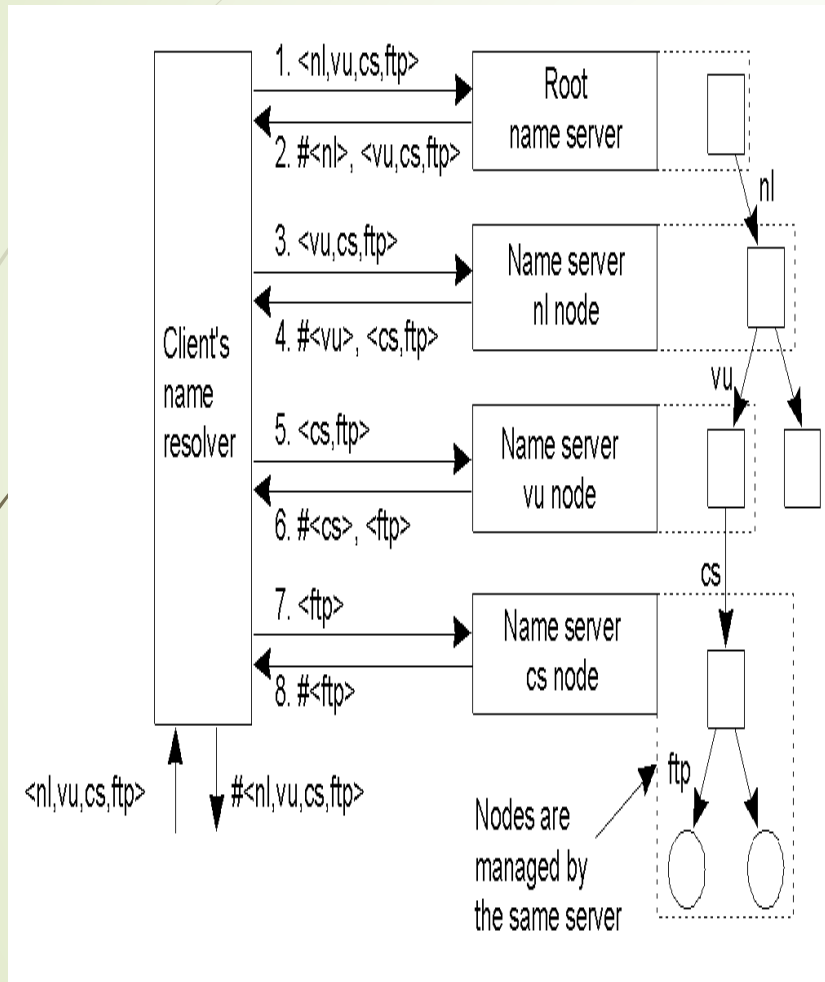 1. <nl,vu,cs,ftp>
Root
name server
2. #<nl>, <vu,cs,ftp>
nl
3. <vu,cs,ftp>
Name server
nl node
4. #<vu>, <cs,ftp>
Client's
name
resolver
vu
5. <cs,ftp>
Name server
vu node
6. #<cs>, <ftp>
cs
7. <ftp>
Name server
cs node
8. #<ftp>
<nl,vu,cs,ftp>
#<nl,vu,cs,ftp>
ftp
Nodes are
managed by
the same server